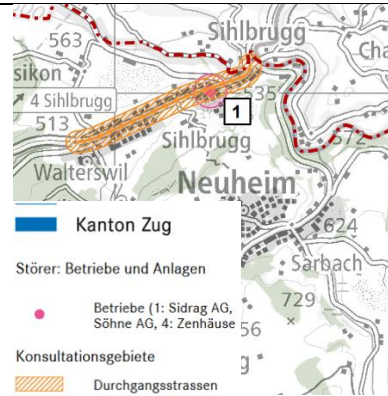 563
Sihlbrugg
Cha
sikon
4 Sihlbrugg
535
1
513
Sihlbrugg
572
Walterswil
Neuheim
Kanton Zug
624
Störer: Betriebe und Anlagen
Sarbach
Betriebe (1: Sidrag AG,
Söhne AG, 4: Zenhäuse
729
56
Konsultationsgebiete
g
Durchgangsstrassen